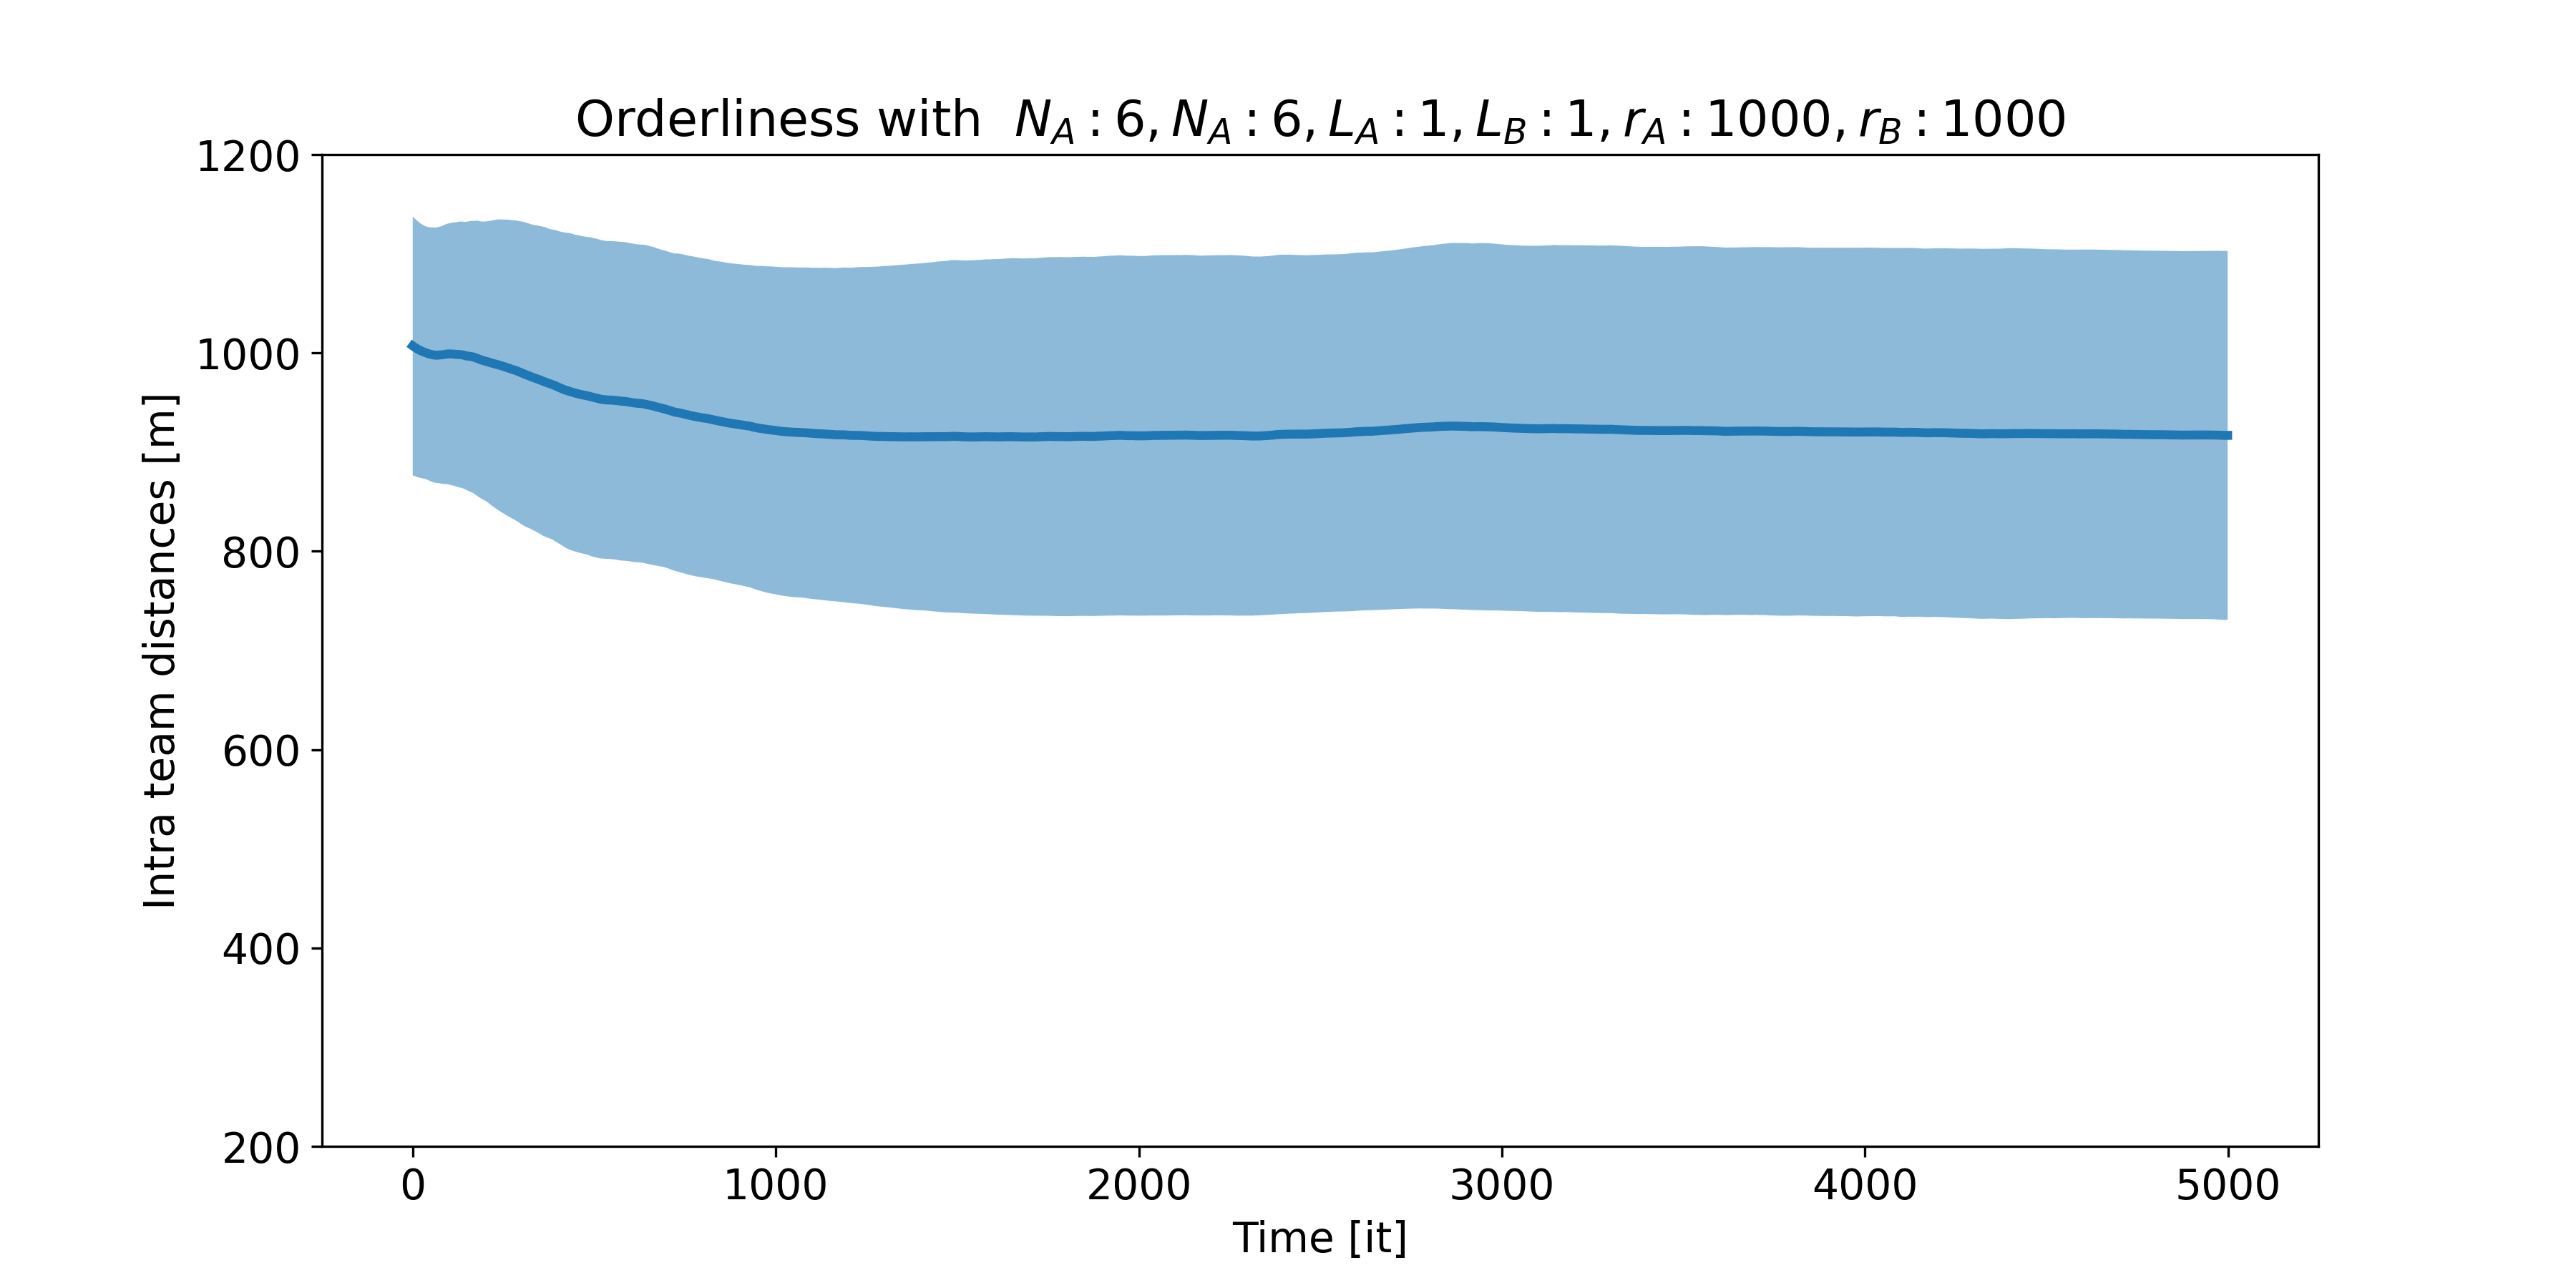 Orderliness with N_A : 6, N_A : 6, L_A : 1, L_B : 1, r_A : 1000, r_B : 1000
1200
1000
800
600
400
200
Intra team distances [m]
0 1000 2000 3000 4000 5000
Time [it]